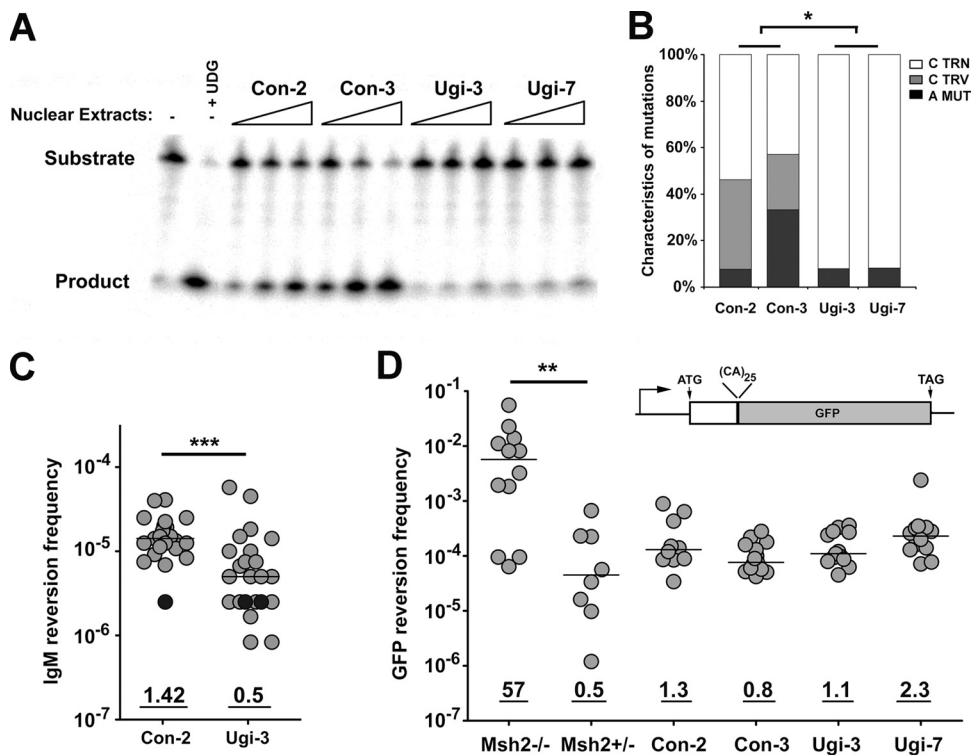 A
+ UDG
Con-2 Con-3 Ugi-3 Ugi-7
Nuclear Extracts: - -
Substrate
Product
B
*
100%
80%
60%
40%
20%
0%
Characteristics of mutations
C TRN
C TRV
A MUT
Con-2 Con-3 Ugi-3 Ugi-7
C
***
10-4
10-5
10-6
10-7
IgM reversion frequency
1.42 0.5
Con-2 Ugi-3
D
**
ATG (CA)25 TAG
GFP
10-1
10-2
10-3
10-4
10-5
10-6
10-7
GFP reversion frequency
57 0.5 1.3 0.8 1.1 2.3
Msh2-/- Msh2+/- Con-2 Con-3 Ugi-3 Ugi-7